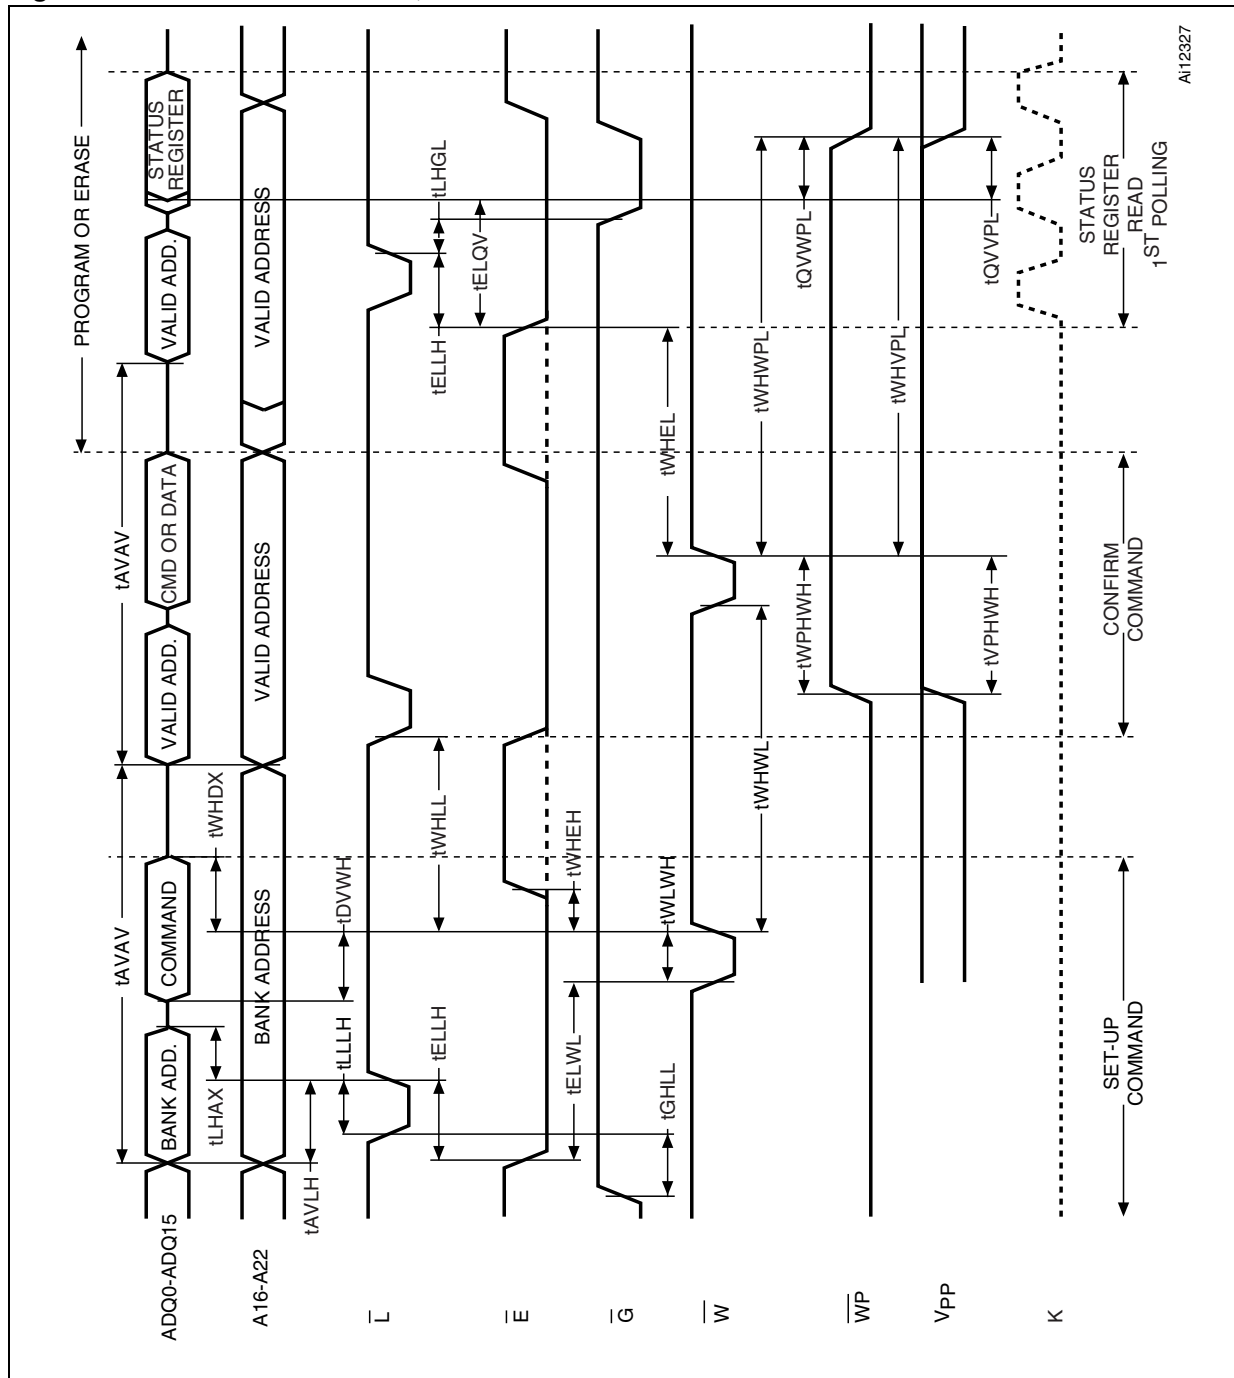 PROGRAM OR ERASE
tAVAV
tAVAV
ADQ0-ADQ15
BANK ADD.
COMMAND
VALID ADD.
CMD OR DATA
VALID ADD.
STATUS
REGISTER
tLHAX
tWHDX
A16-A22
BANK ADDRESS
VALID ADDRESS
VALID ADDRESS
tAVLH
tLLLH
tDVWH
L
tELLH
tWHLL
tELLH
tLHGL
tELQV
E
tELWL
tWHEH
G
tGHLL
tWLWH
tWHEL
W
tWHWL
tWHWPL
tWPHWH
tQVWPL
WP
tWHVPL
VPP
tVPHWH
tQVVPL
K
SET-UP
COMMAND
CONFIRM
COMMAND
STATUS
REGISTER
READ
1ST POLLING
Ai12327